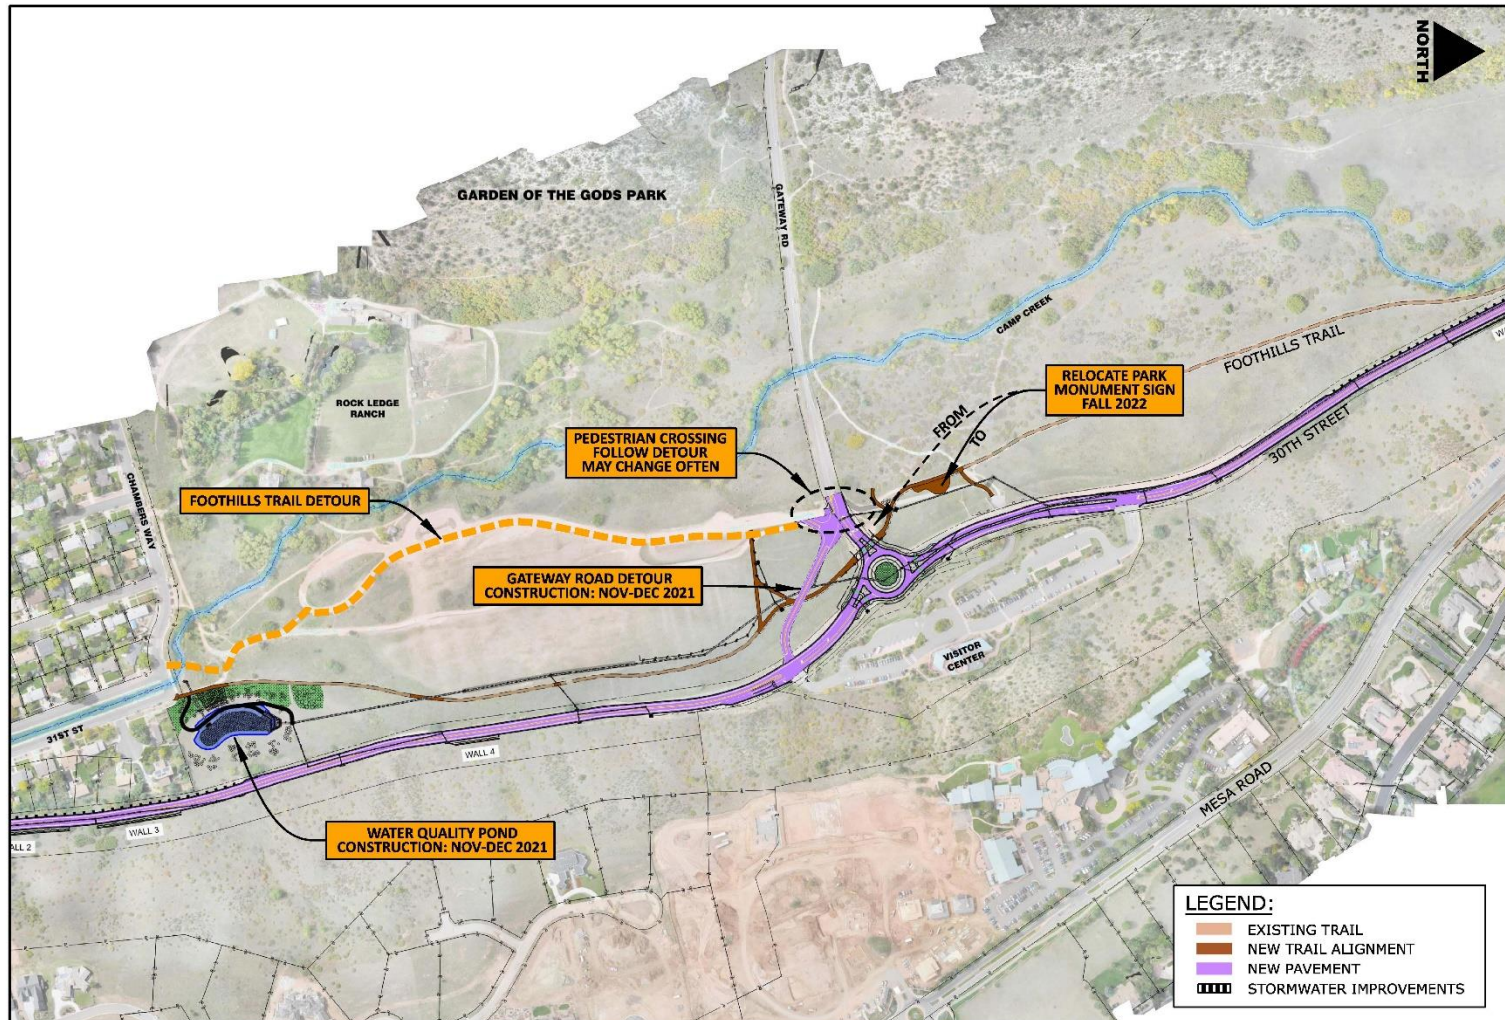 NORTH
GARDEN OF THE GODS PARK
GATEWAY RD
CAMP CREEK
FOOTHILLS TRAIL
30TH STREET
RELOCATE PARK
MONUMENT SIGN
FALL 2022
FROM
TO
ROCK LEDGE
RANCH
PEDESTRIAN CROSSING
FOLLOW DETOUR
MAY CHANGE OFTEN
CHAMBERS WAY
FOOTHILLS TRAIL DETOUR
GATEWAY ROAD DETOUR
CONSTRUCTION: NOV-DEC 2021
VISITOR
CENTER
31ST ST
WALL 4
WALL 3
ALL 2
MESA ROAD
WATER QUALITY POND
CONSTRUCTION: NOV-DEC 2021
LEGEND:
EXISTING TRAIL
NEW TRAIL ALIGNMENT
NEW PAVEMENT
STORMWATER IMPROVEMENTS